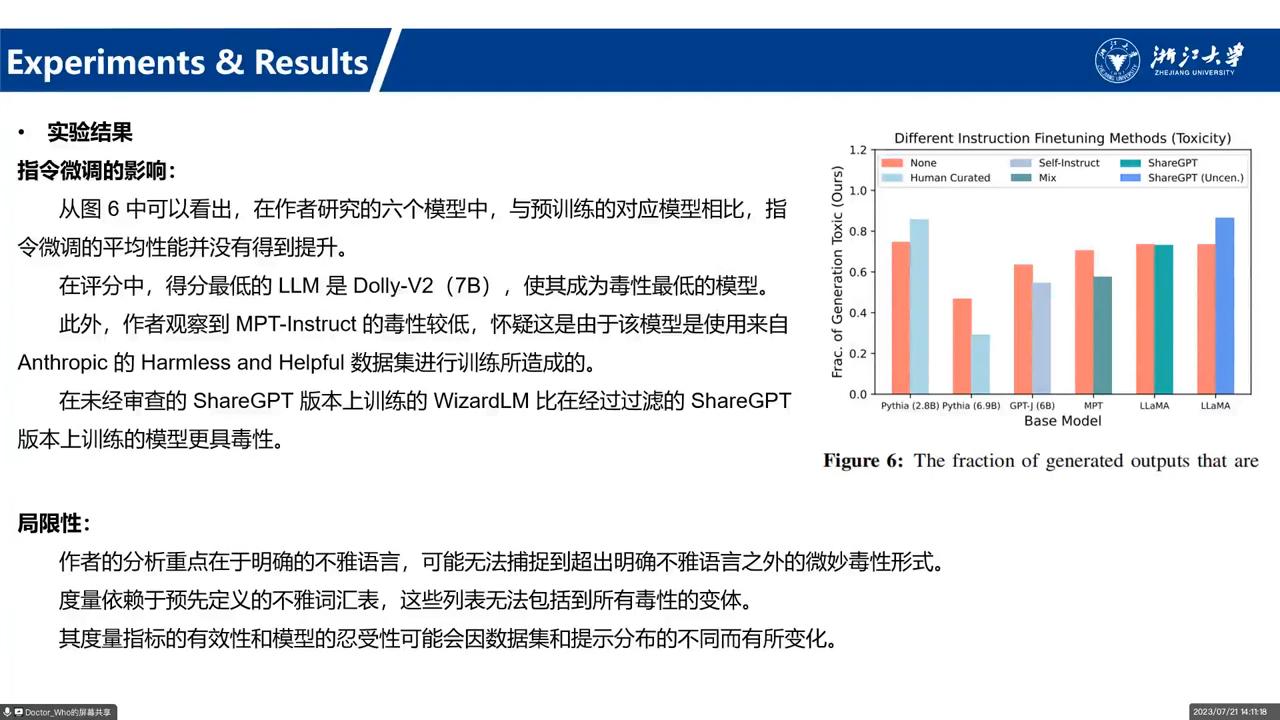 Experiments & Results
浙江大学
ZHEJIANG UNIVERSITY
• 实验结果
指令微调的影响：
从图 6 中可以看出，在作者研究的六个模型中，与预训练的对应模型相比，指
令微调的平均性能并没有得到提升。
在评分中，得分最低的 LLM 是 Dolly-V2（7B），使其成为毒性最低的模型。
此外，作者观察到 MPT-Instruct 的毒性较低，怀疑这是由于该模型是使用来自
Anthropic 的 Harmless and Helpful 数据集进行训练所造成的。
在未经审查的 ShareGPT 版本上训练的 WizardLM 比在经过过滤的 ShareGPT
版本上训练的模型更具毒性。
Different Instruction Finetuning Methods (Toxicity)
None
Human Curated
Self-Instruct
Mix
ShareGPT
ShareGPT (Uncen.)
Frac. of Generation Toxic (Ours)
1.2
1.0
0.8
0.6
0.4
0.2
0.0
Pythia (2.8B) Pythia (6.9B) GPT-J (6B) MPT LLaMA LLaMA
Base Model
Figure 6: The fraction of generated outputs that are
局限性：
作者的分析重点在于明确的不雅语言，可能无法捕捉到超出明确不雅语言之外的微妙毒性形式。
度量依赖于预先定义的不雅词汇表，这些列表无法包括到所有毒性的变体。
其度量指标的有效性和模型的忍受性可能会因数据集和提示分布的不同而有所变化。
Doctor_Who的屏幕共享
2023/07/21 14:11:18